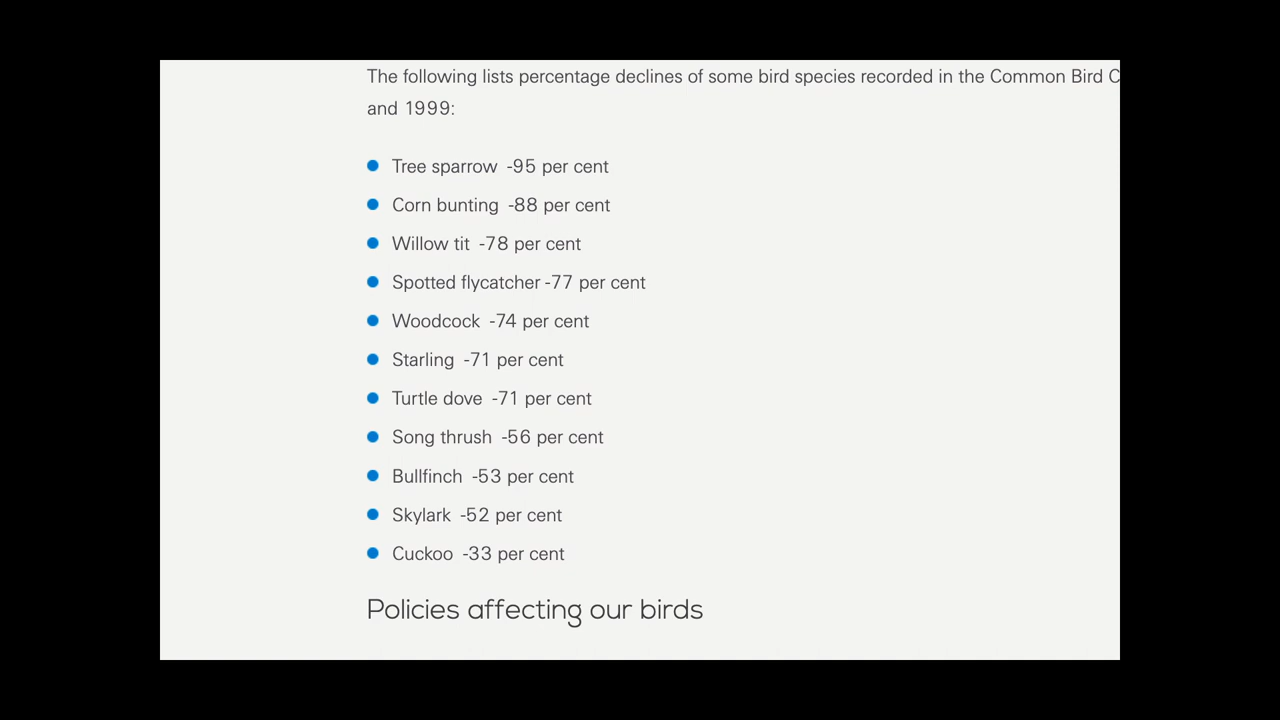 The following lists percentage declines of some bird species recorded in the Common Bird
and 1999:
Tree sparrow -95 per cent
Corn bunting -88 per cent
Willow tit -78 per cent
Spotted flycatcher -77 per cent
Woodcock -74 per cent
Starling -71 per cent
Turtle dove -71 per cent
Song thrush -56 per cent
Bullfinch -53 per cent
Skylark -52 per cent
Cuckoo -33 per cent
Policies affecting our birds